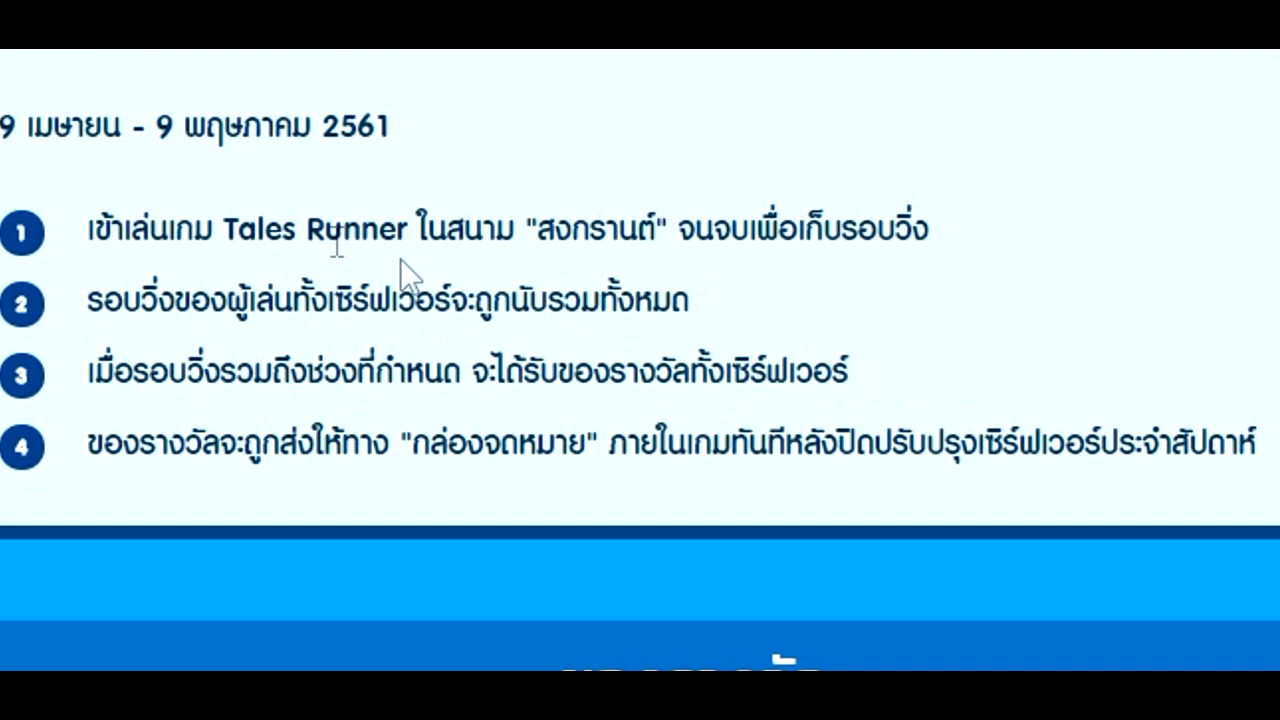 9 เมษายน - 9 พฤษภาคม 2561
1 เข้าเล่นเกม Tales Runner ในสนาม "สงกรานต์" จนจบเพื่อเก็บรอบวิ่ง
2 รอบวิ่งของผู้เล่นทั้งเซิร์ฟเวอร์จะถูกนับรวมทั้งหมด
3 เมื่อรอบวิ่งรวมถึงช่วงที่กำหนด จะได้รับของรางวัลทั้งเซิร์ฟเวอร์
4 ของรางวัลจะถูกส่งให้ทาง "กล่องจดหมาย" ภายในเกมทันทีหลังปิดปรับปรุงเซิร์ฟเวอร์ประจำสัปดาห์